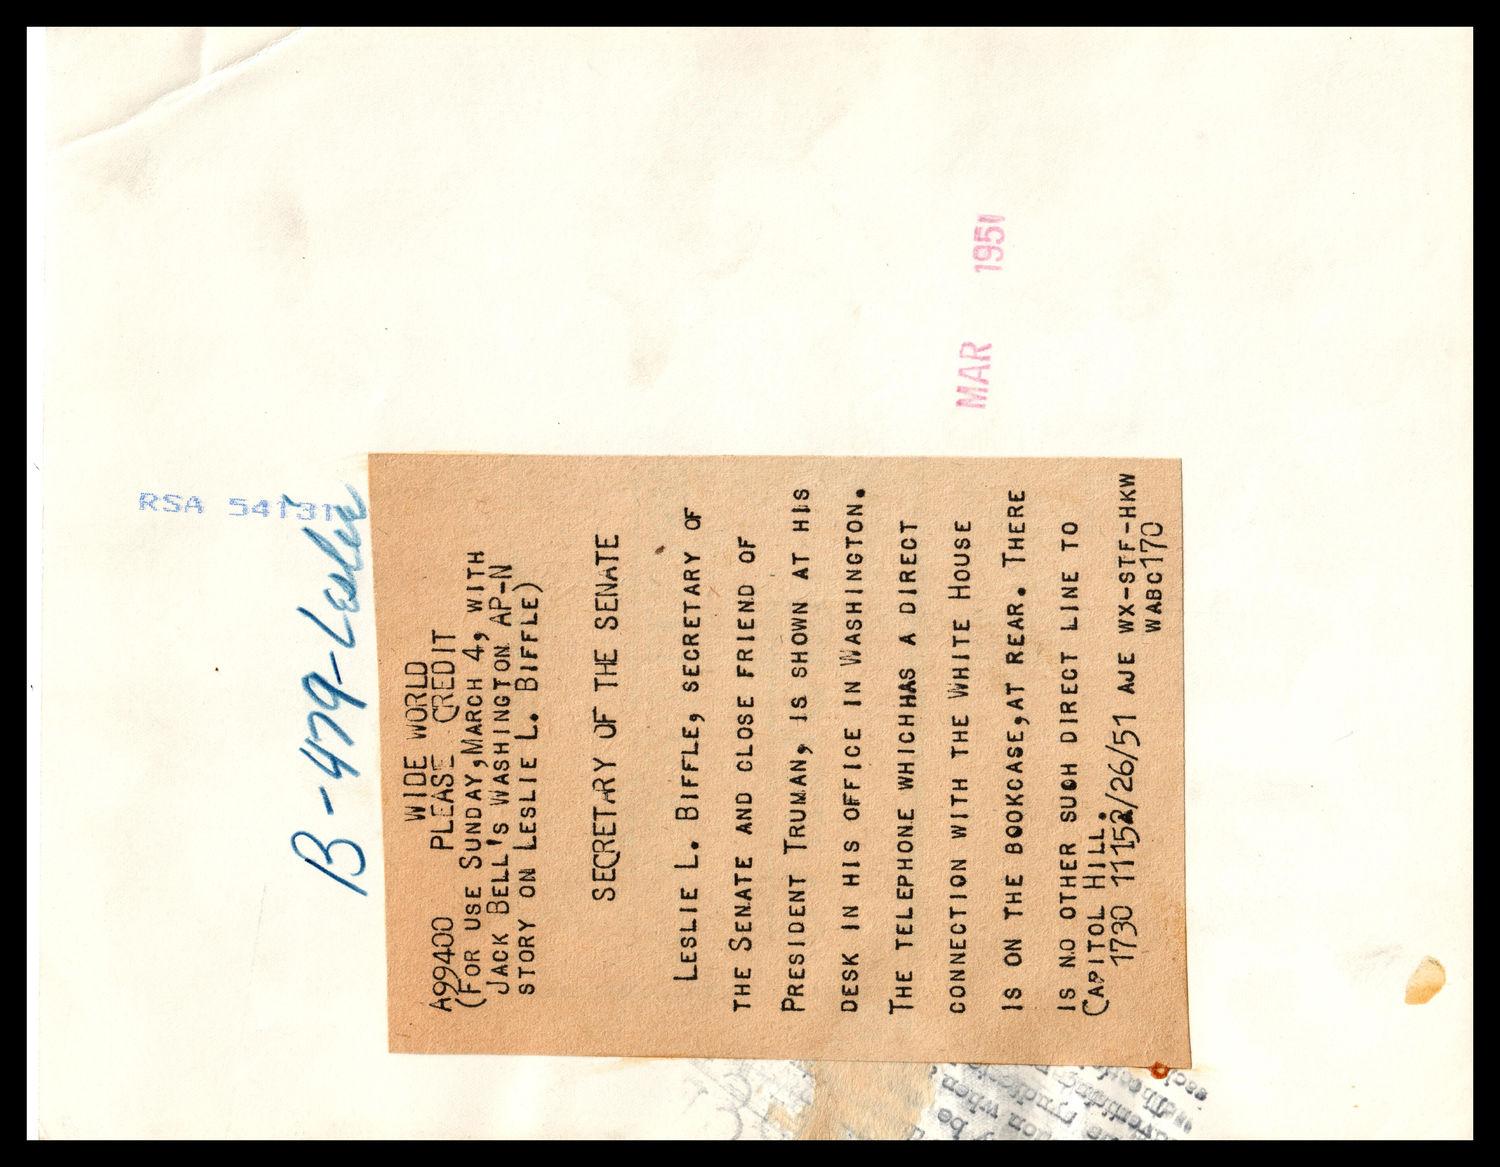 RSA 54131
B-479-Leslie
MAR 1951
WIDE WORLD
A99400 PLEASE CREDIT
(FOR USE SUNDAY,MARCH 4, WITH
JACK BELL'S WASHINGTON AP-N
STORY ON LESLIE L. BIFFLE)
SECRETARY OF THE SENATE
LESLIE L. BIFFLE, SECRETARY OF
THE SENATE AND CLOSE FRIEND OF
PRESIDENT TRUMAN, IS SHOWN AT HIS
DESK IN HIS OFFICE IN WASHINGTON.
THE TELEPHONE WHICHHAS A DIRECT
CONNECTION WITH THE WHITE HOUSE
IS ON THE BOOKCASE,AT REAR. THERE
IS NO OTHER SUCH DIRECT LINE TO
CAPITOL HILL.
1730 11152/26/51 AJE WX-STF-HKW
WABC170